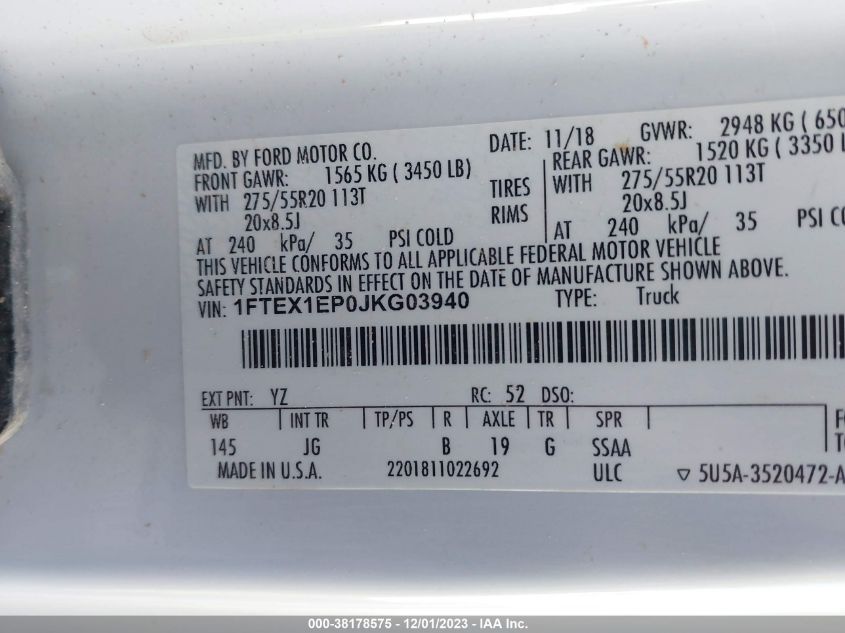 MFD. BY FORD MOTOR CO. DATE: 11/18 GVWR: 2948 KG ( 650
FRONT GAWR: 1565 KG ( 3450 LB) REAR GAWR: 1520 KG ( 3350 L
WITH 275/55R20 113T TIRES WITH 275/55R20 113T
20x8.5J RIMS 20x8.5J
AT 240 kPa/ 35 PSI COLD AT 240 kPa/ 35 PSI CO
THIS VEHICLE CONFORMS TO ALL APPLICABLE FEDERAL MOTOR VEHICLE
SAFETY STANDARDS IN EFFECT ON THE DATE OF MANUFACTURE SHOWN ABOVE.
VIN: 1FTEX1EP0JKG03940 TYPE: Truck
EXT PNT: YZ RC: 52 DSO:
WB INT TR TP/PS R AXLE TR SPR
145 JG B 19 G SSAA
MADE IN U.S.A. 2201811022692 ULC ▽ 5U5A-3520472-A
000-38178575 - 12/01/2023 - IAA Inc.